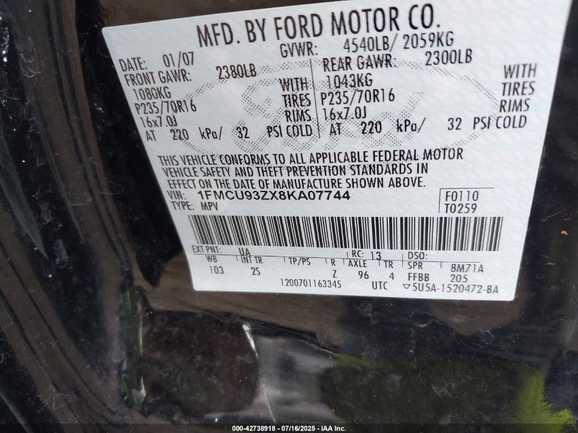 MFD. BY FORD MOTOR CO.
DATE: 01/07 GVWR: 4540LB/ 2059KG
FRONT GAWR: 2380LB REAR GAWR: 2300LB
1080KG WITH 1043KG WITH
P235/70R16 TIRES P235/70R16 TIRES
16x7.0J RIMS 16x7.0J RIMS
AT 220 kPa/ 32 PSI COLD AT 220 kPa/ 32 PSI COLD
THIS VEHICLE CONFORMS TO ALL APPLICABLE FEDERAL MOTOR
VEHICLE SAFETY AND THEFT PREVENTION STANDARDS IN
EFFECT ON THE DATE OF MANUFACTURE SHOWN ABOVE.
VIN: 1FMCU93ZX8KA07744 F0110
TYPE: MPV T0259
EXT PNT: UA RC: 13 DSO:
WB INT TR TP/PS R AXLE TR SPR BM71A
103 2S Z 96 4 FFBB 205
1200701163345 UTC ▽5U5A-1520472-BA
000-42738918 - 07/16/2025 - IAA Inc.